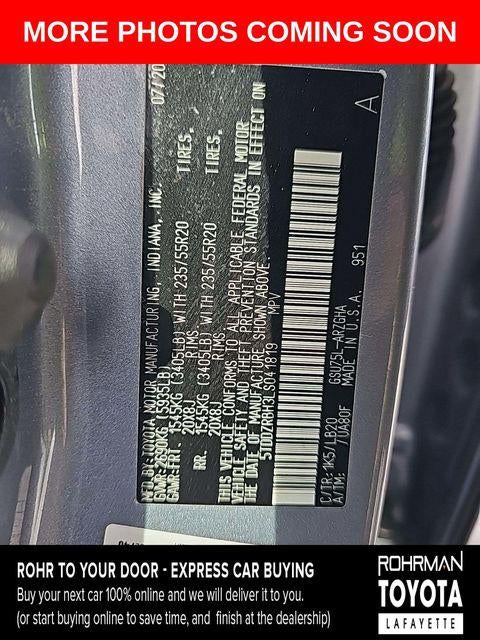 MORE PHOTOS COMING SOON
MFD. BY TOYOTA MOTOR MANUFACTURING, INDIANA, INC. 07/20
GVWR 2690KG (5935LB)
GAWR FRT. 1545KG (3405LB) WITH 235/55R20 TIRES.
20X8J RIMS
RR. 1545KG (3405LB) WITH 235/55R20 TIRES.
20X8J RIMS
THIS VEHICLE CONFORMS TO ALL APPLICABLE FEDERAL MOTOR
VEHICLE SAFETY AND THEFT PREVENTION STANDARDS IN EFFECT ON
THE DATE OF MANUFACTURE SHOWN ABOVE.
5TDDZRBH3LS041819 MPV
A
C/TR:1K5/LB20 GSU75L-ARZGHA
A/TM: /UA80F MADE IN U.S.A. 951
ROHR TO YOUR DOOR - EXPRESS CAR BUYING
Buy your next car 100% online and we will deliver it to you.
(or start buying online to save time, and finish at the dealership)
ROHRMAN
TOYOTA
LAFAYETTE